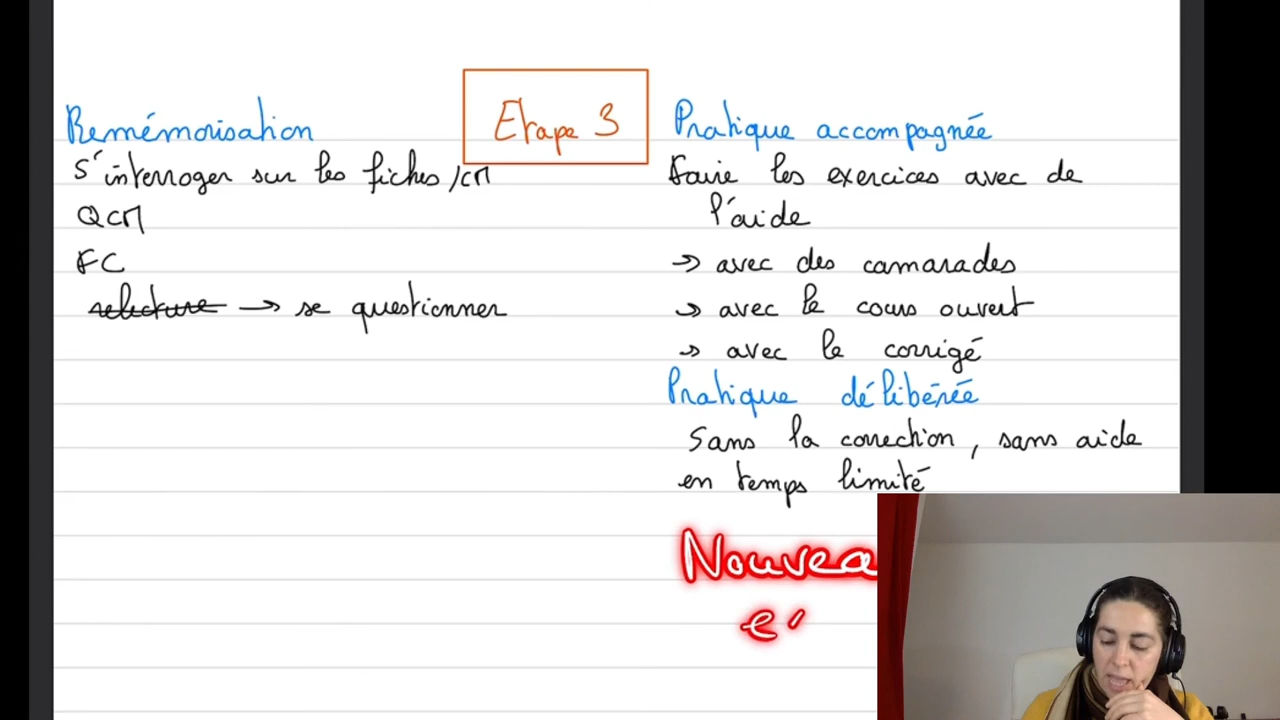 Etape 3
Remémorisation
S'interroger sur les fiches/CM
QCM
FC
relecture → se questionner
Pratique accompagnée
Faire les exercices avec de
l'aide
→ avec des camarades
→ avec le cours ouvert
→ avec le corrigé
Pratique délibérée
Sans la correction, sans aide
en temps limité
Nouvea
e'